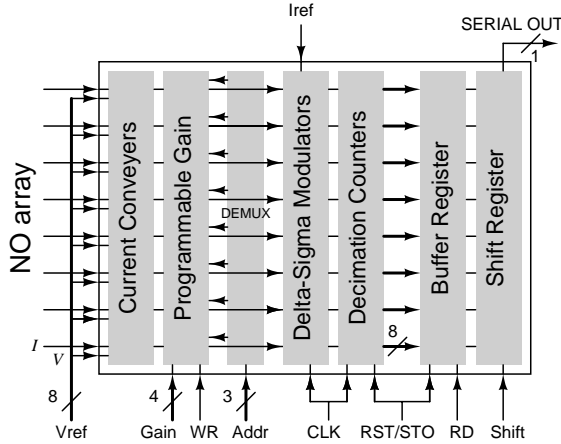 Iref
SERIAL OUT
1
NO array
Current Conveyers
Programmable Gain
DEMUX
Delta-Sigma Modulators
Decimation Counters
Buffer Register
Shift Register
8
I
V
8
4
3
Vref
Gain
WR
Addr
CLK
RST/STO
RD
Shift